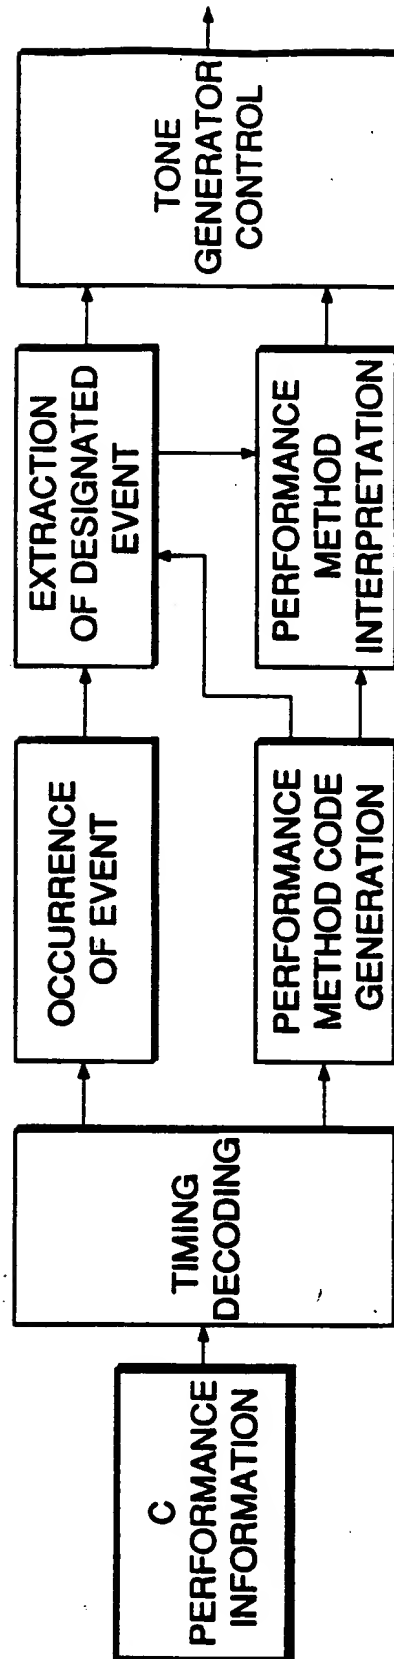 C
PERFORMANCE
INFORMATION
TIMING
DECODING
OCCURRENCE
OF EVENT
PERFORMANCE
METHOD CODE
GENERATION
EXTRACTION
OF DESIGNATED
EVENT
PERFORMANCE
METHOD
INTERPRETATION
TONE
GENERATOR
CONTROL